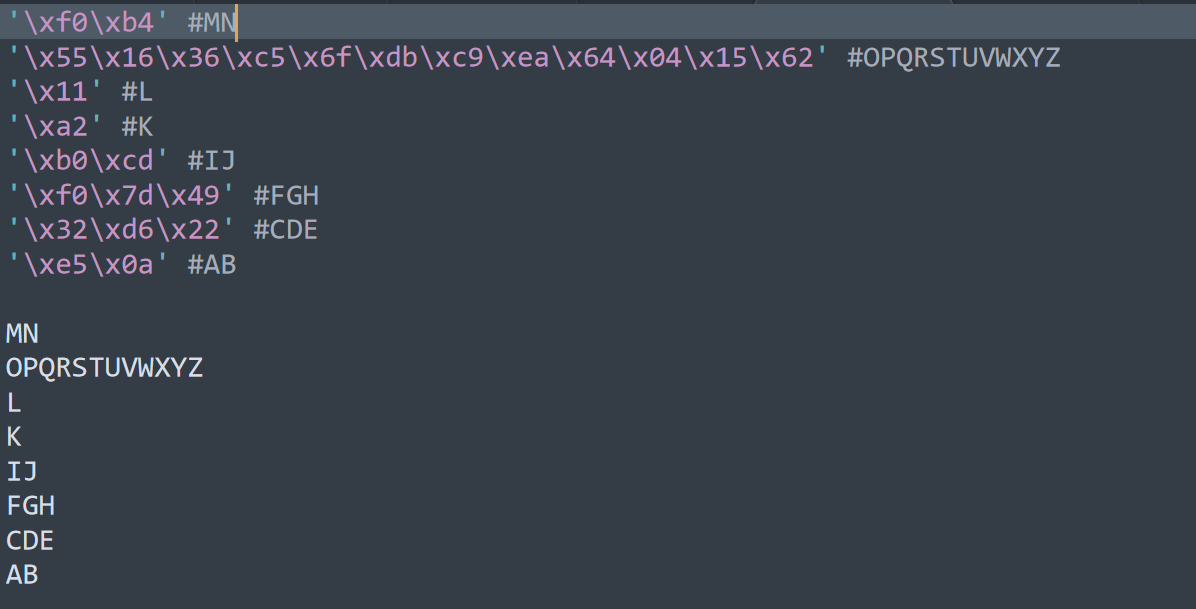 '\xf0\xb4' #MN
'\x55\x16\x36\xc5\x6f\xdb\xc9\xea\x64\x04\x15\x62' #OPQRSTUVWXYZ
'\x11' #L
'\xa2' #K
'\xb0\xcd' #IJ
'\xf0\x7d\x49' #FGH
'\x32\xd6\x22' #CDE
'\xe5\x0a' #AB
MN
OPQRSTUVWXYZ
L
K
IJ
FGH
CDE
AB